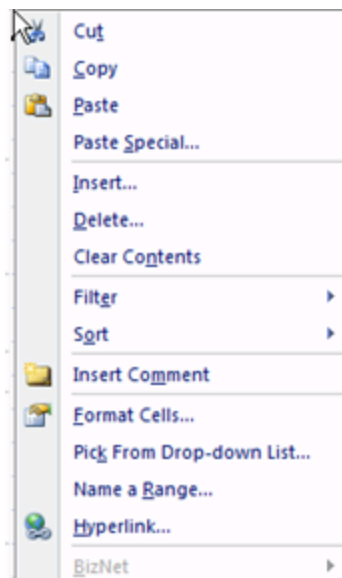 Cut
Copy
Paste
Paste Special...
Insert...
Delete...
Clear Contents
Filter
Sort
Insert Comment
Format Cells...
Pick From Drop-down List...
Name a Range...
Hyperlink...
BizNet